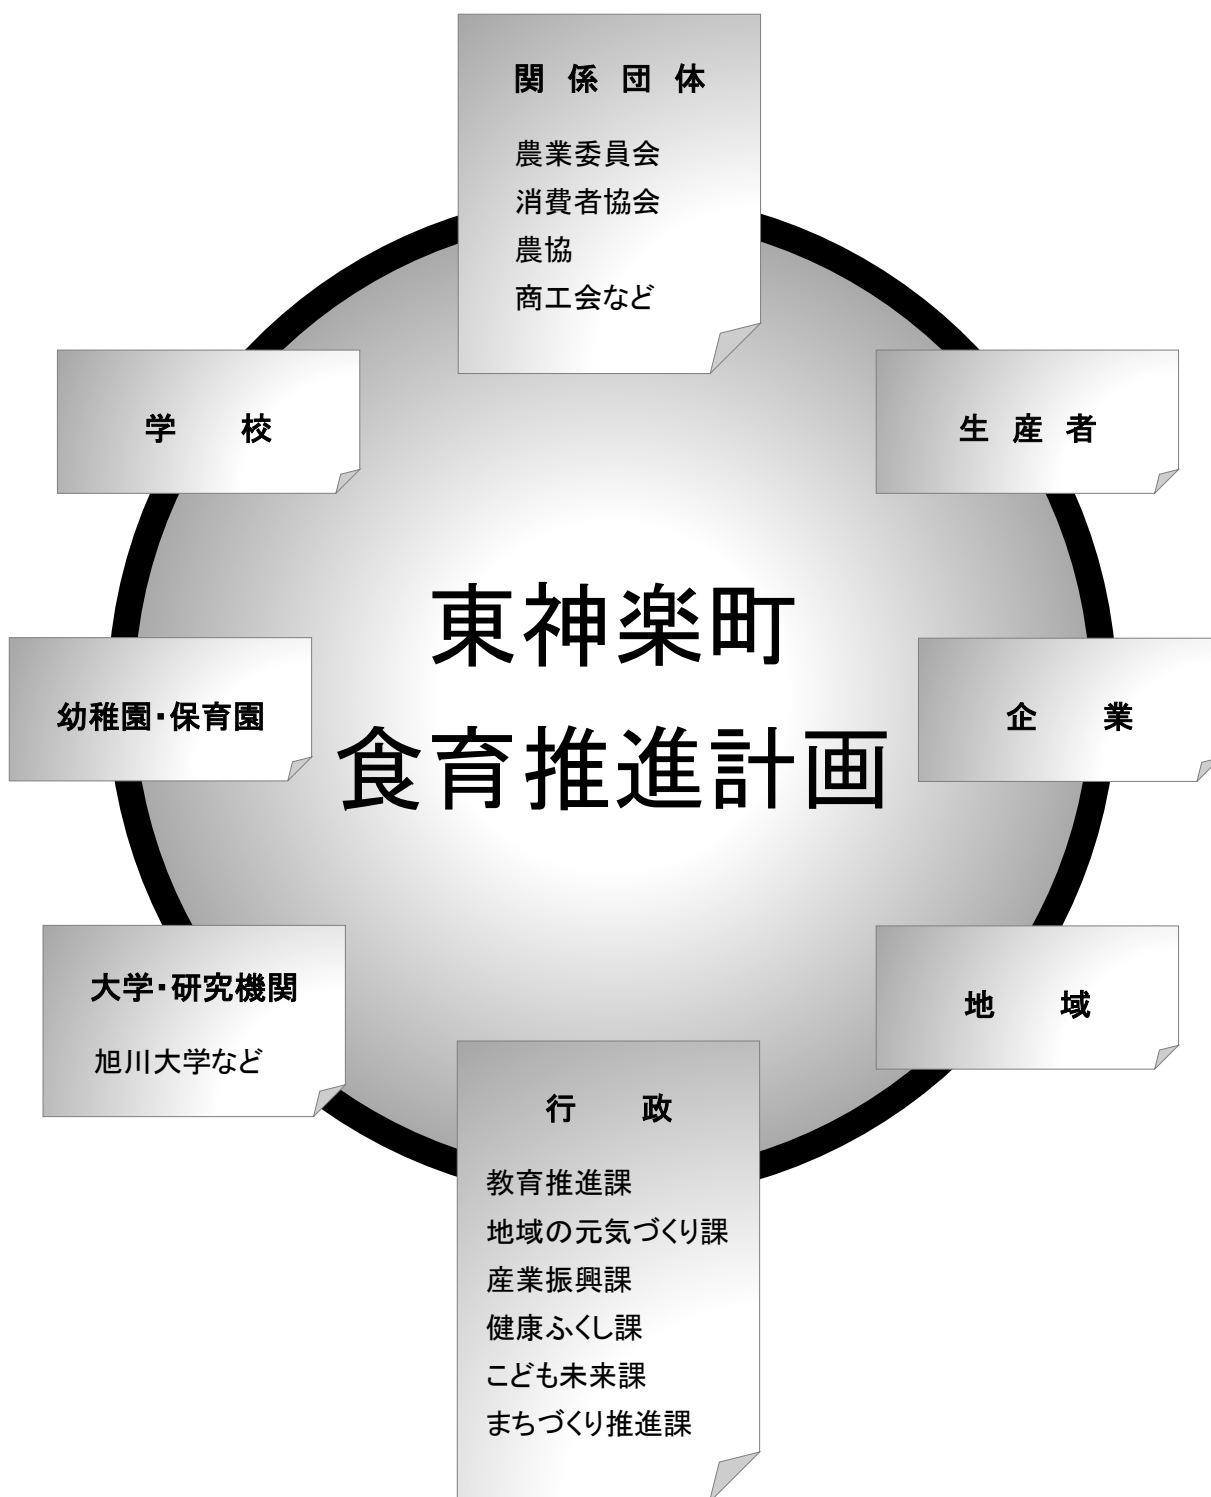 関係団体
農業委員会
消費者協会
農協
商工会など
学校
生産者
東神楽町
食育推進計画
幼稚園・保育園
企業
大学・研究機関
旭川大学など
地域
行政
教育推進課
地域の元気づくり課
産業振興課
健康ふくし課
こども未来課
まちづくり推進課